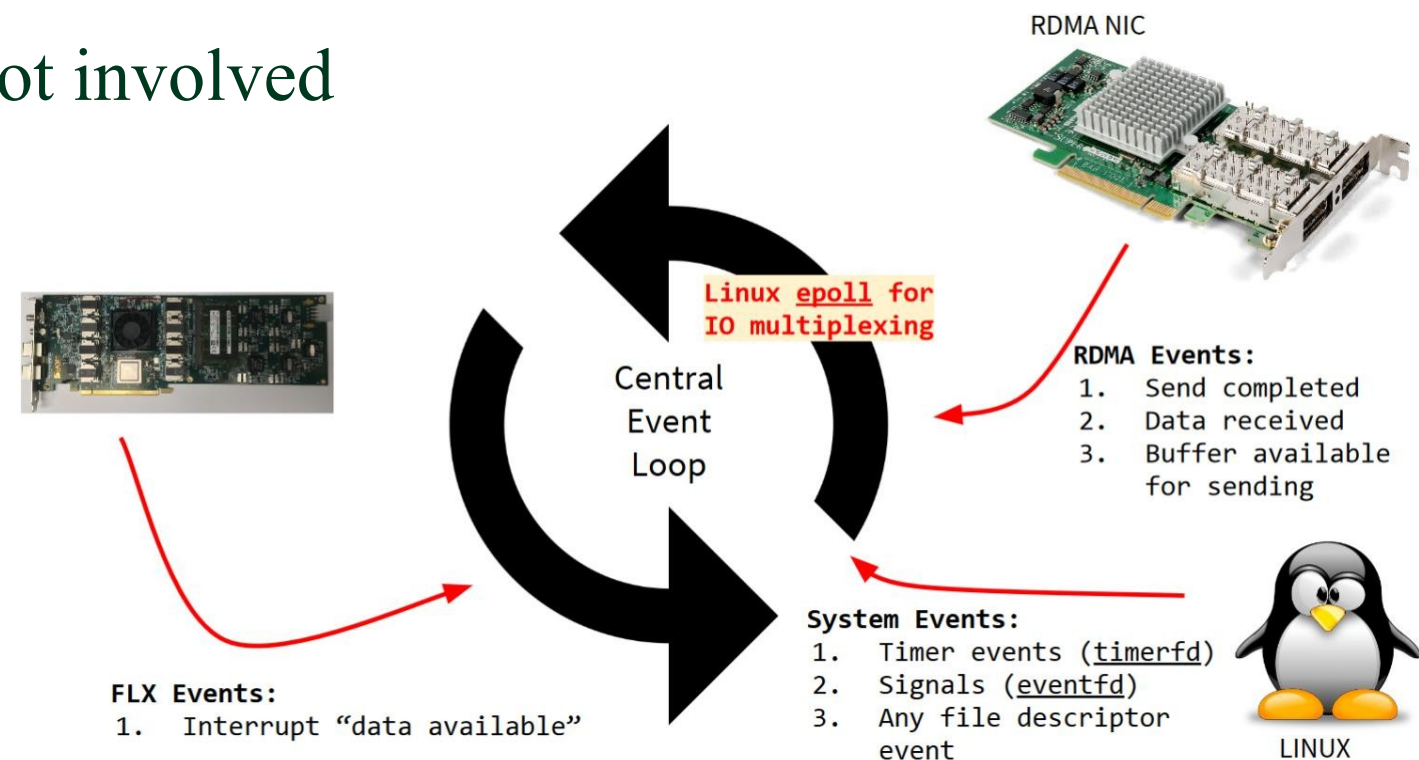 ot involved
RDMA NIC
Linux epoll for
IO multiplexing
Central
Event
Loop
RDMA Events:
1. Send completed
2. Data received
3. Buffer available
for sending
FLX Events:
1. Interrupt “data available”
System Events:
1. Timer events (timerfd)
2. Signals (eventfd)
3. Any file descriptor
event
LINUX